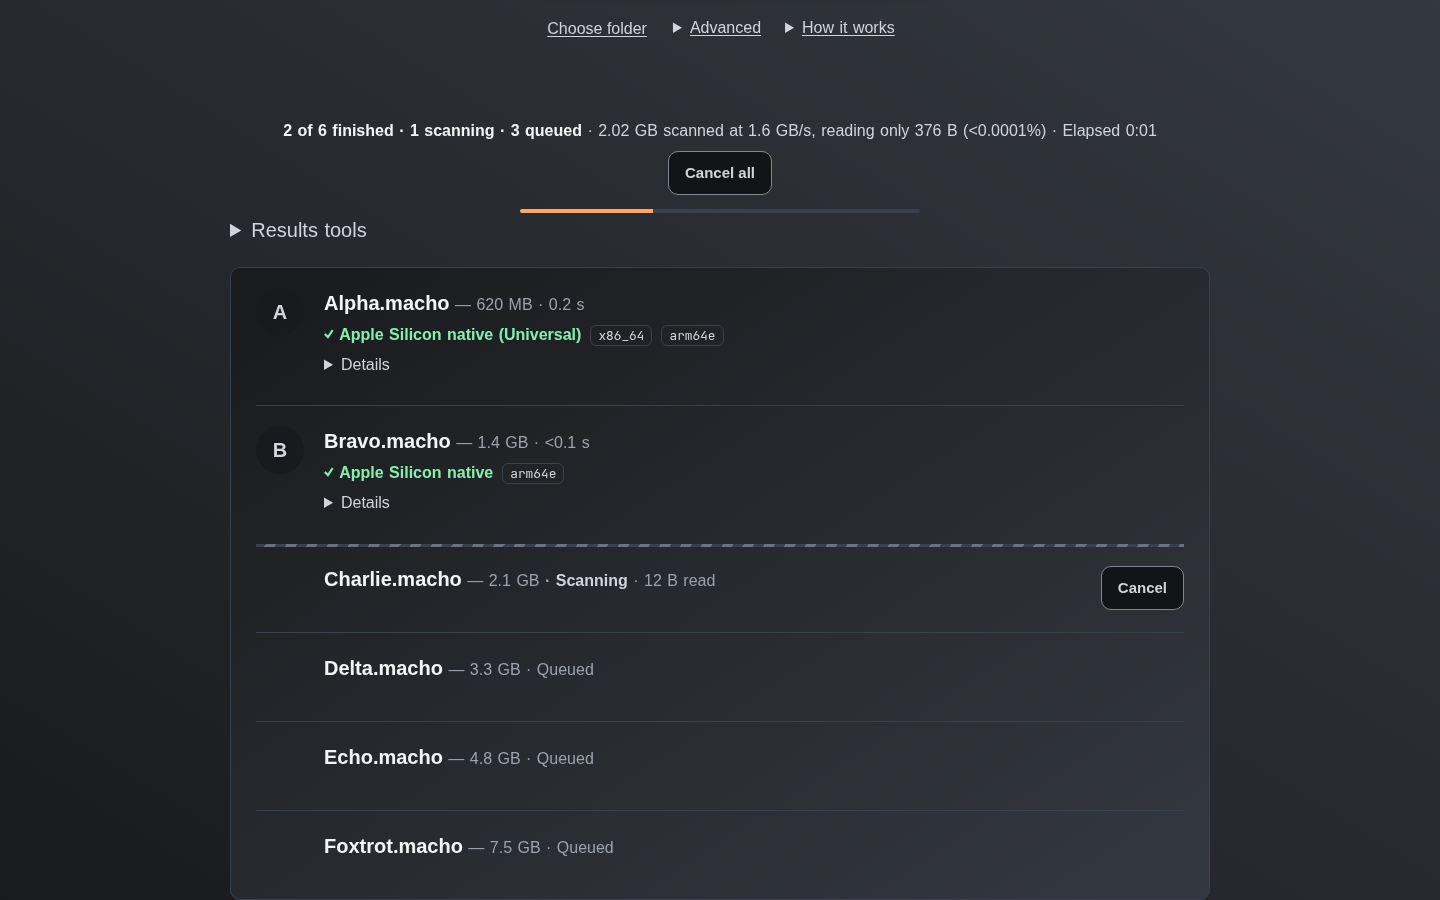 Choose folder ▶ Advanced ▶ How it works
2 of 6 finished · 1 scanning · 3 queued · 2.02 GB scanned at 1.6 GB/s, reading only 376 B (<0.0001%) · Elapsed 0:01
Cancel all
▶ Results tools
A
Alpha.macho — 620 MB · 0.2 s
✓ Apple Silicon native (Universal) x86_64 arm64e
▶ Details
B
Bravo.macho — 1.4 GB · <0.1 s
✓ Apple Silicon native arm64e
▶ Details
Charlie.macho — 2.1 GB · Scanning · 12 B read Cancel
Delta.macho — 3.3 GB · Queued
Echo.macho — 4.8 GB · Queued
Foxtrot.macho — 7.5 GB · Queued